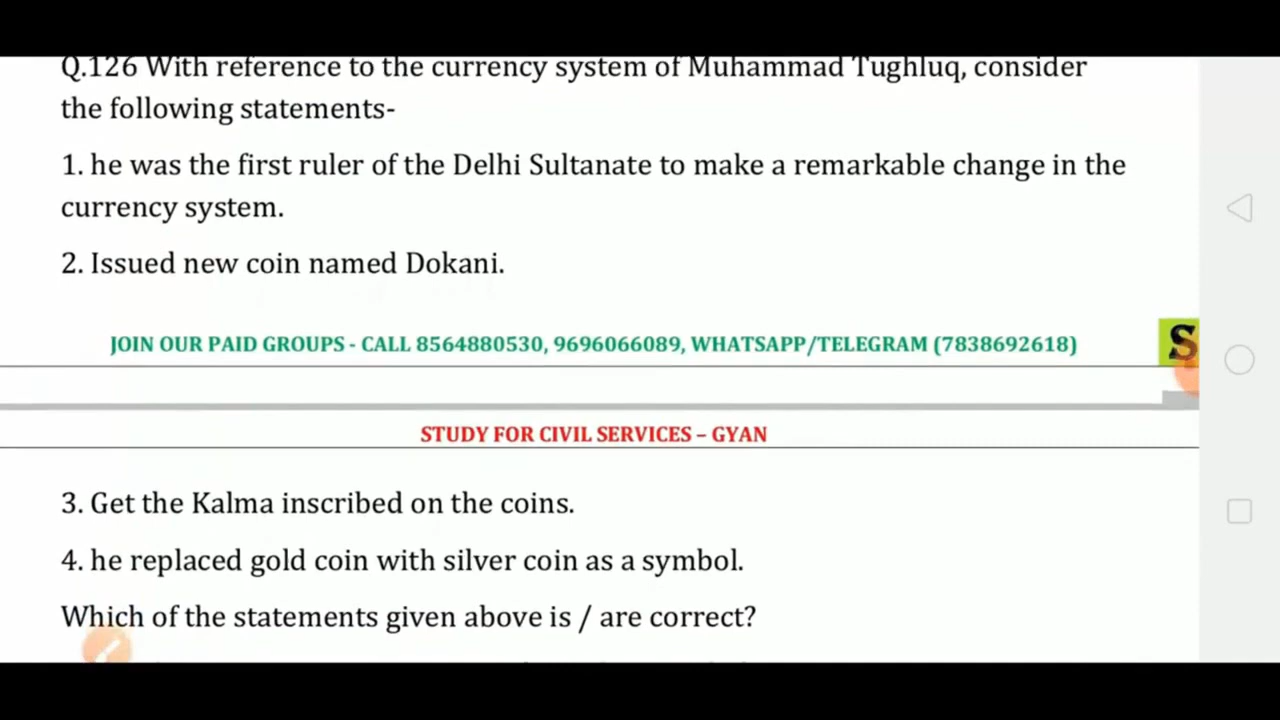 Q.126 With reference to the currency system of Muhammad Tughluq, consider
the following statements-
1. he was the first ruler of the Delhi Sultanate to make a remarkable change in the
currency system.
2. Issued new coin named Dokani.
JOIN OUR PAID GROUPS - CALL 8564880530, 9696066089, WHATSAPP/TELEGRAM (7838692618)
S
STUDY FOR CIVIL SERVICES – GYAN
3. Get the Kalma inscribed on the coins.
4. he replaced gold coin with silver coin as a symbol.
Which of the statements given above is / are correct?